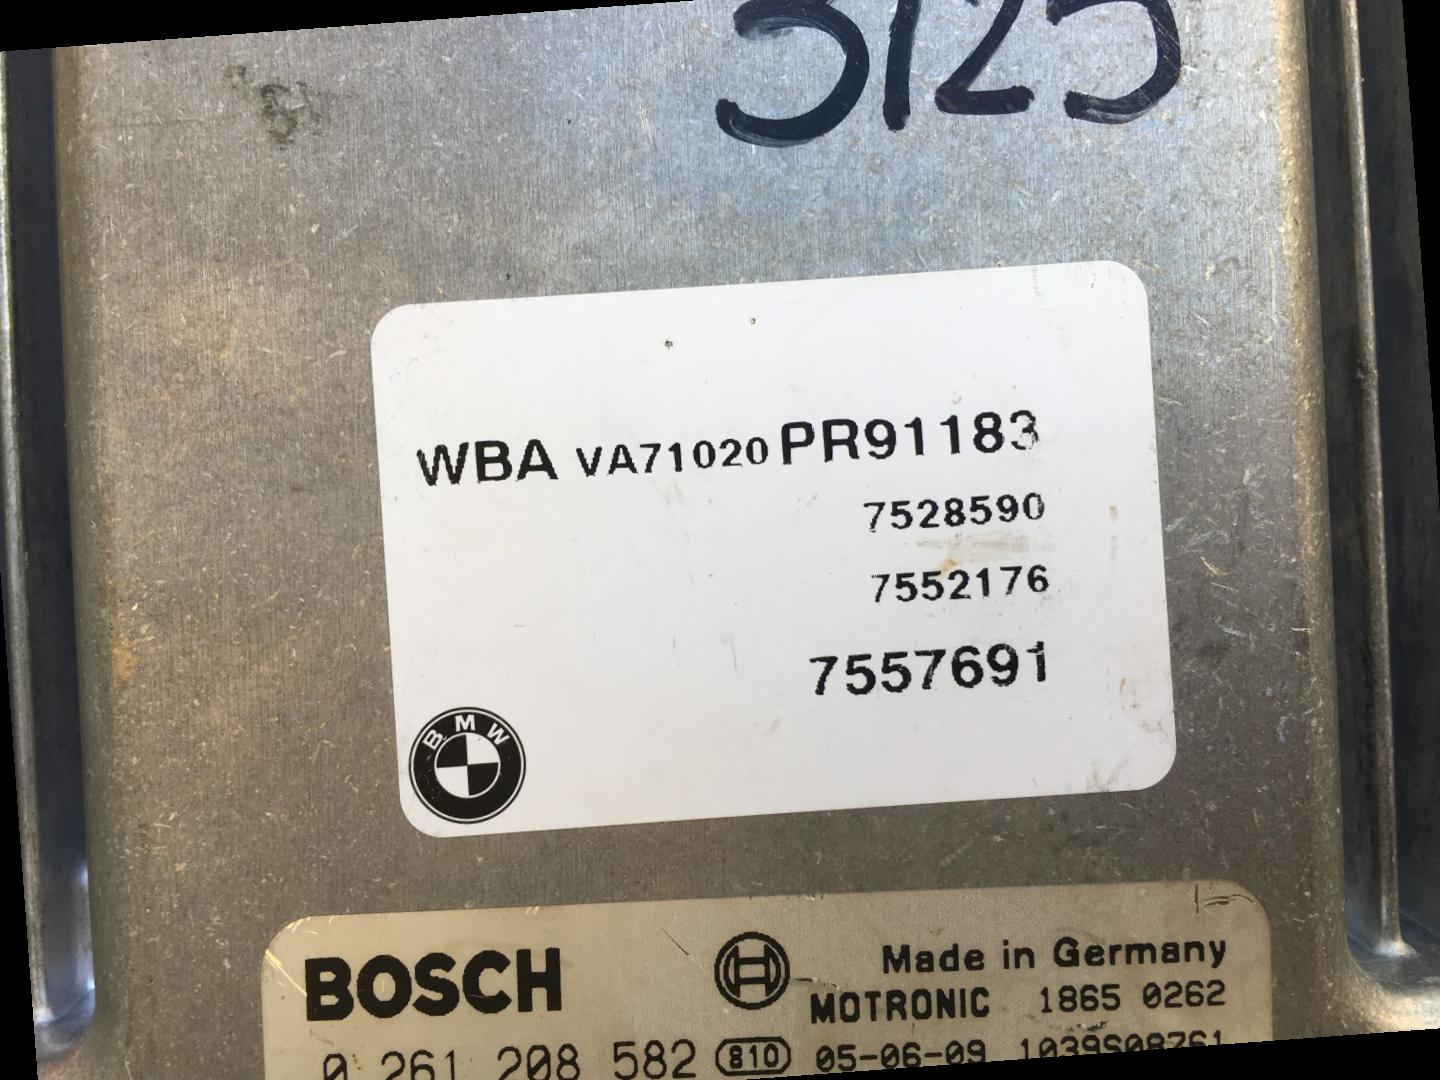 3125
WBA VA71020 PR91183
7528590
7552176
7557691
BMW
BOSCH
Made in Germany
MOTRONIC 1865 0262
0 261 208 582 810 05-06-09 1039S08761